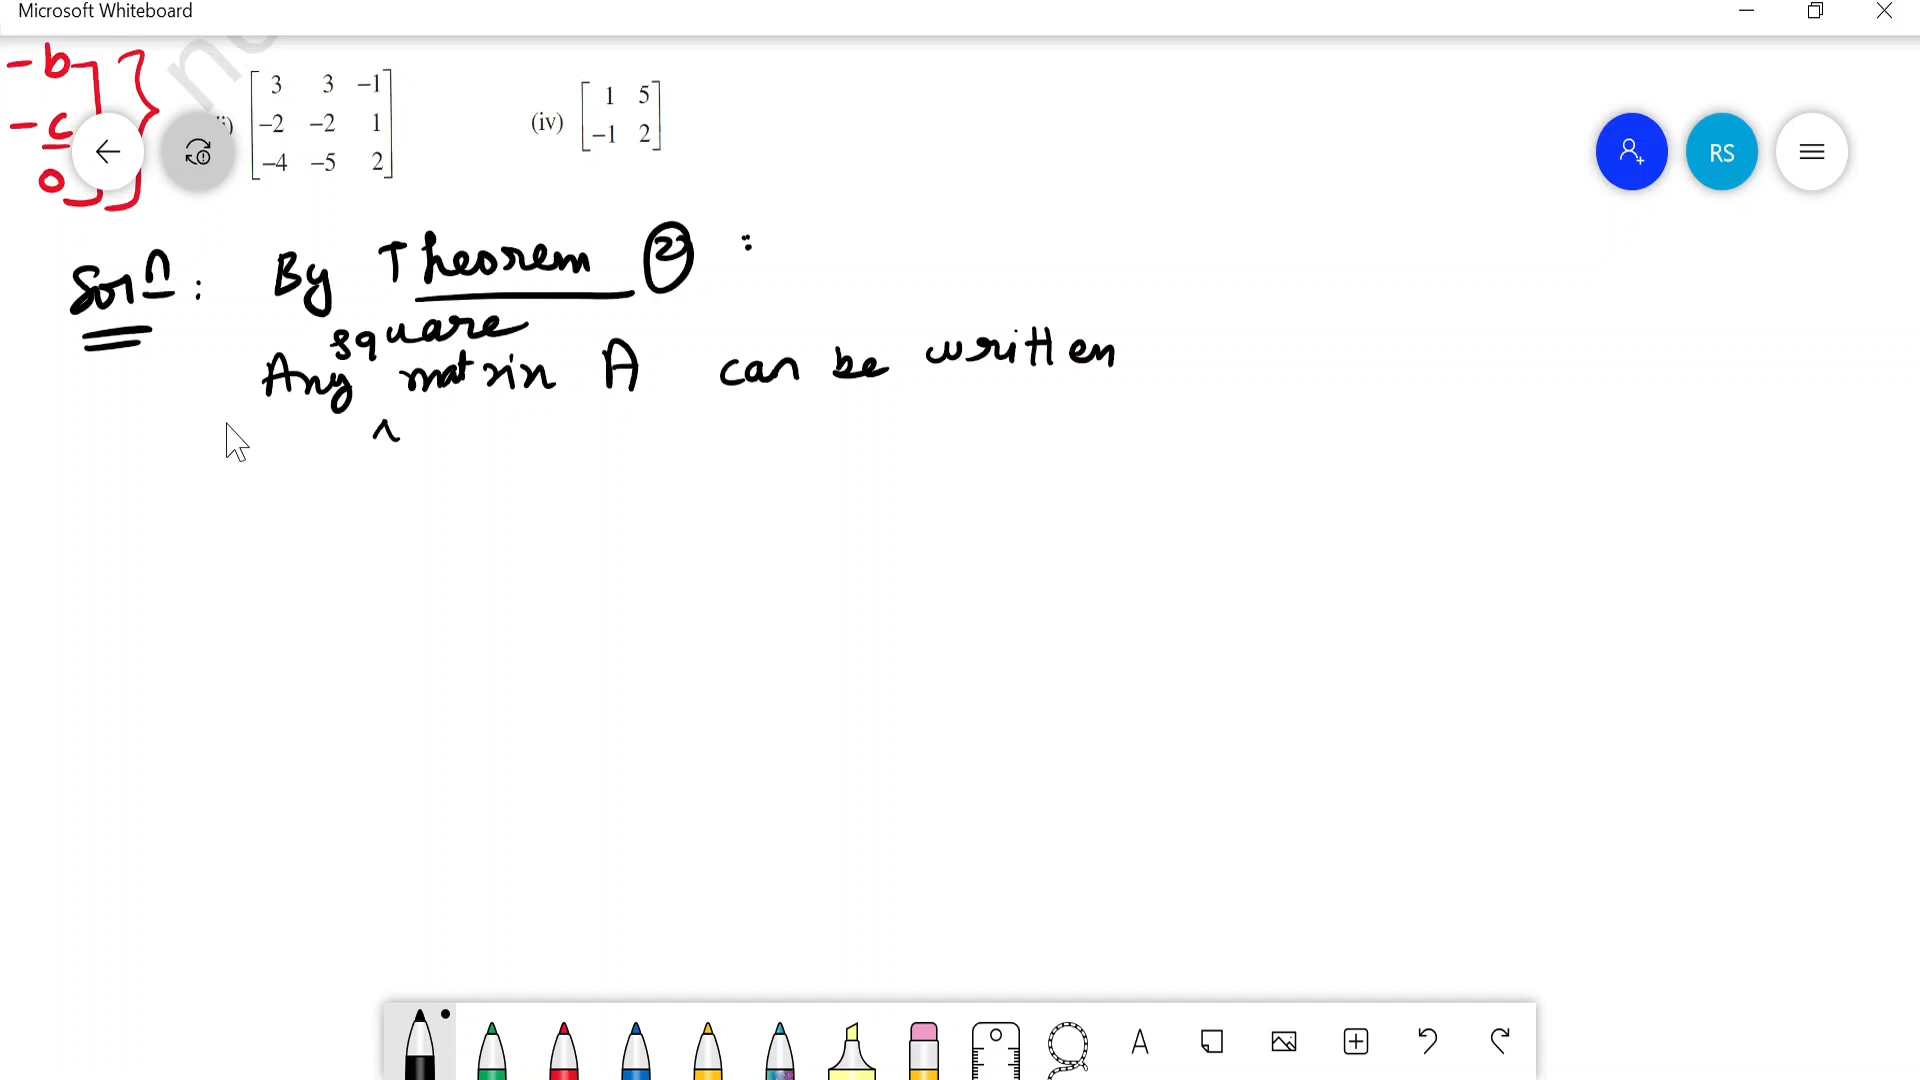 Microsoft Whiteboard
- b
- c
0
3 3 −1
−2 −2 1
−4 −5 2
(iv)
1 5
−1 2
RS
Solⁿ : By Theorem ② :
square
Any matrix A can be written
A